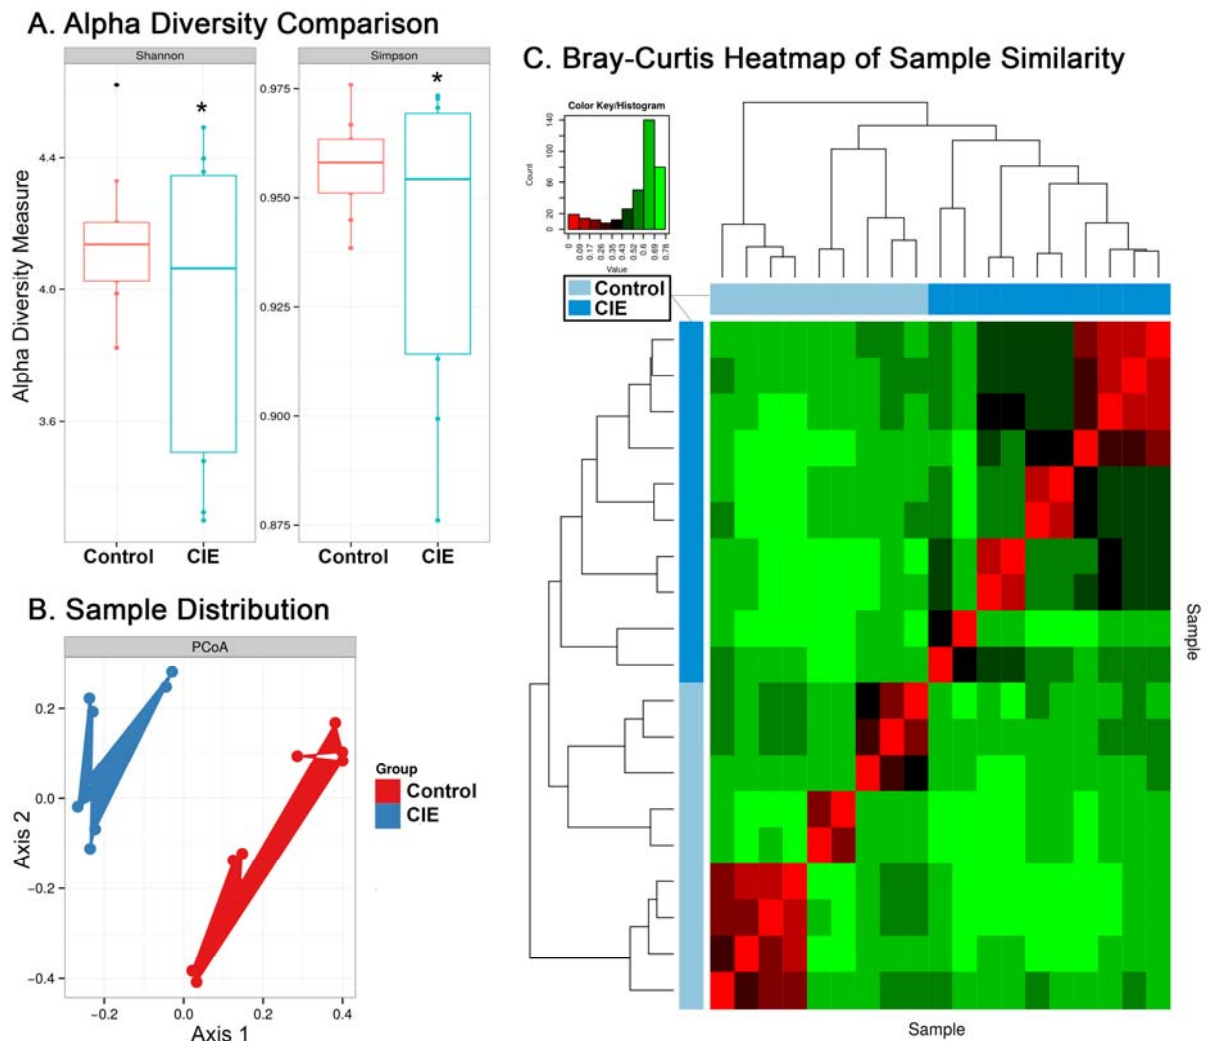 A. Alpha Diversity Comparison
Shannon
Simpson
Alpha Diversity Measure
4.4
4.0
3.6
*
Control
CIE
0.975
0.950
0.925
0.900
0.875
*
Control
CIE
B. Sample Distribution
PCoA
Axis 2
0.2
0.0
−0.2
−0.4
−0.2
0.0
0.2
0.4
Axis 1
Group
Control
CIE
C. Bray-Curtis Heatmap of Sample Similarity
Color Key/Histogram
Count
0
20
60
100
140
0
0.09
0.17
0.26
0.35
0.43
0.52
0.6
0.69
0.78
Value
Control
CIE
Sample
Sample